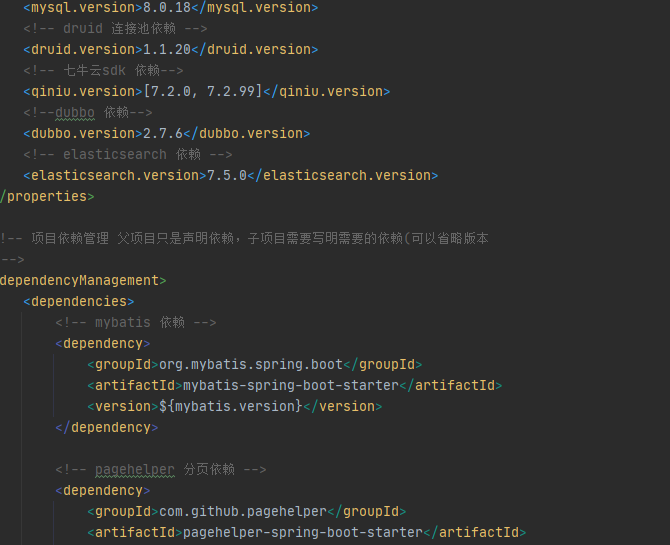 <mysql.version>8.0.18</mysql.version>
<!-- druid 连接池依赖 -->
<druid.version>1.1.20</druid.version>
<!-- 七牛云sdk 依赖-->
<qiniu.version>[7.2.0, 7.2.99]</qiniu.version>
<!--dubbo 依赖-->
<dubbo.version>2.7.6</dubbo.version>
<!-- elasticsearch 依赖 -->
<elasticsearch.version>7.5.0</elasticsearch.version>
/properties>
!-- 项目依赖管理 父项目只是声明依赖，子项目需要写明需要的依赖(可以省略版本
-->
dependencyManagement>
<dependencies>
<!-- mybatis 依赖 -->
<dependency>
<groupId>org.mybatis.spring.boot</groupId>
<artifactId>mybatis-spring-boot-starter</artifactId>
<version>${mybatis.version}</version>
</dependency>
<!-- pagehelper 分页依赖 -->
<dependency>
<groupId>com.github.pagehelper</groupId>
<artifactId>pagehelper-spring-boot-starter</artifactId>